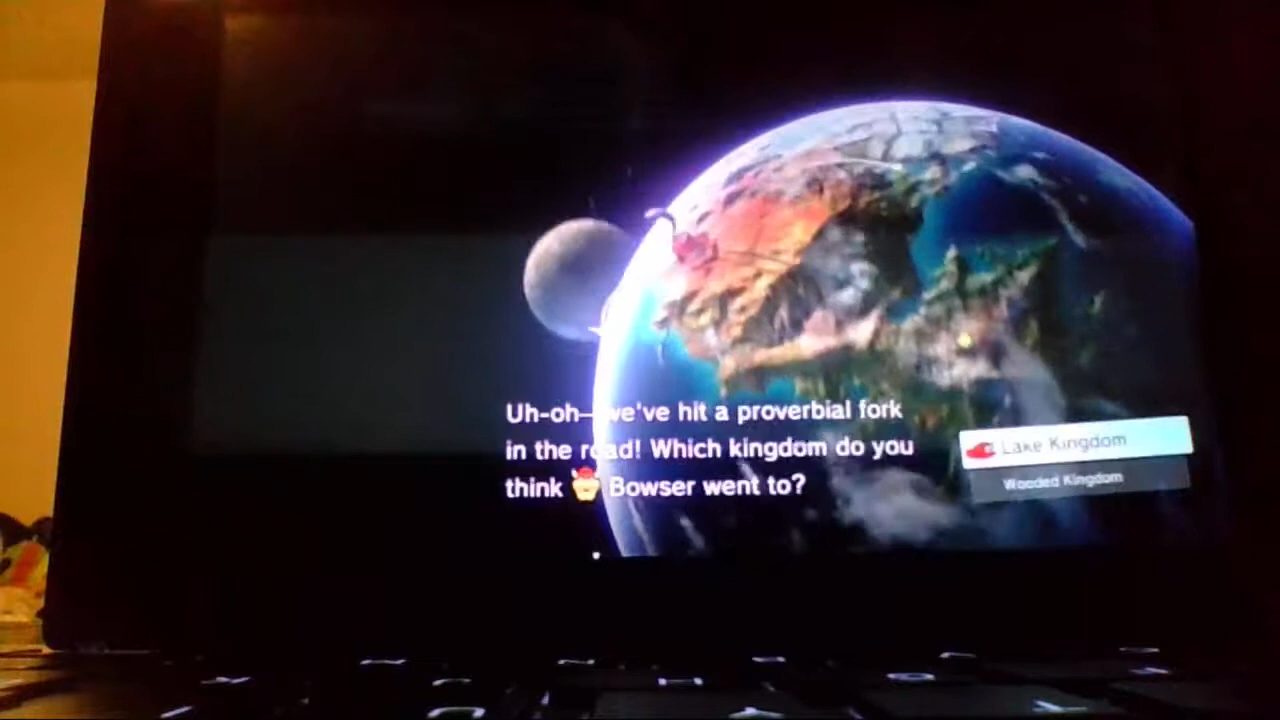 Uh-oh—we've hit a proverbial fork
in the road! Which kingdom do you
think Bowser went to?
Lake Kingdom
Wooded Kingdom